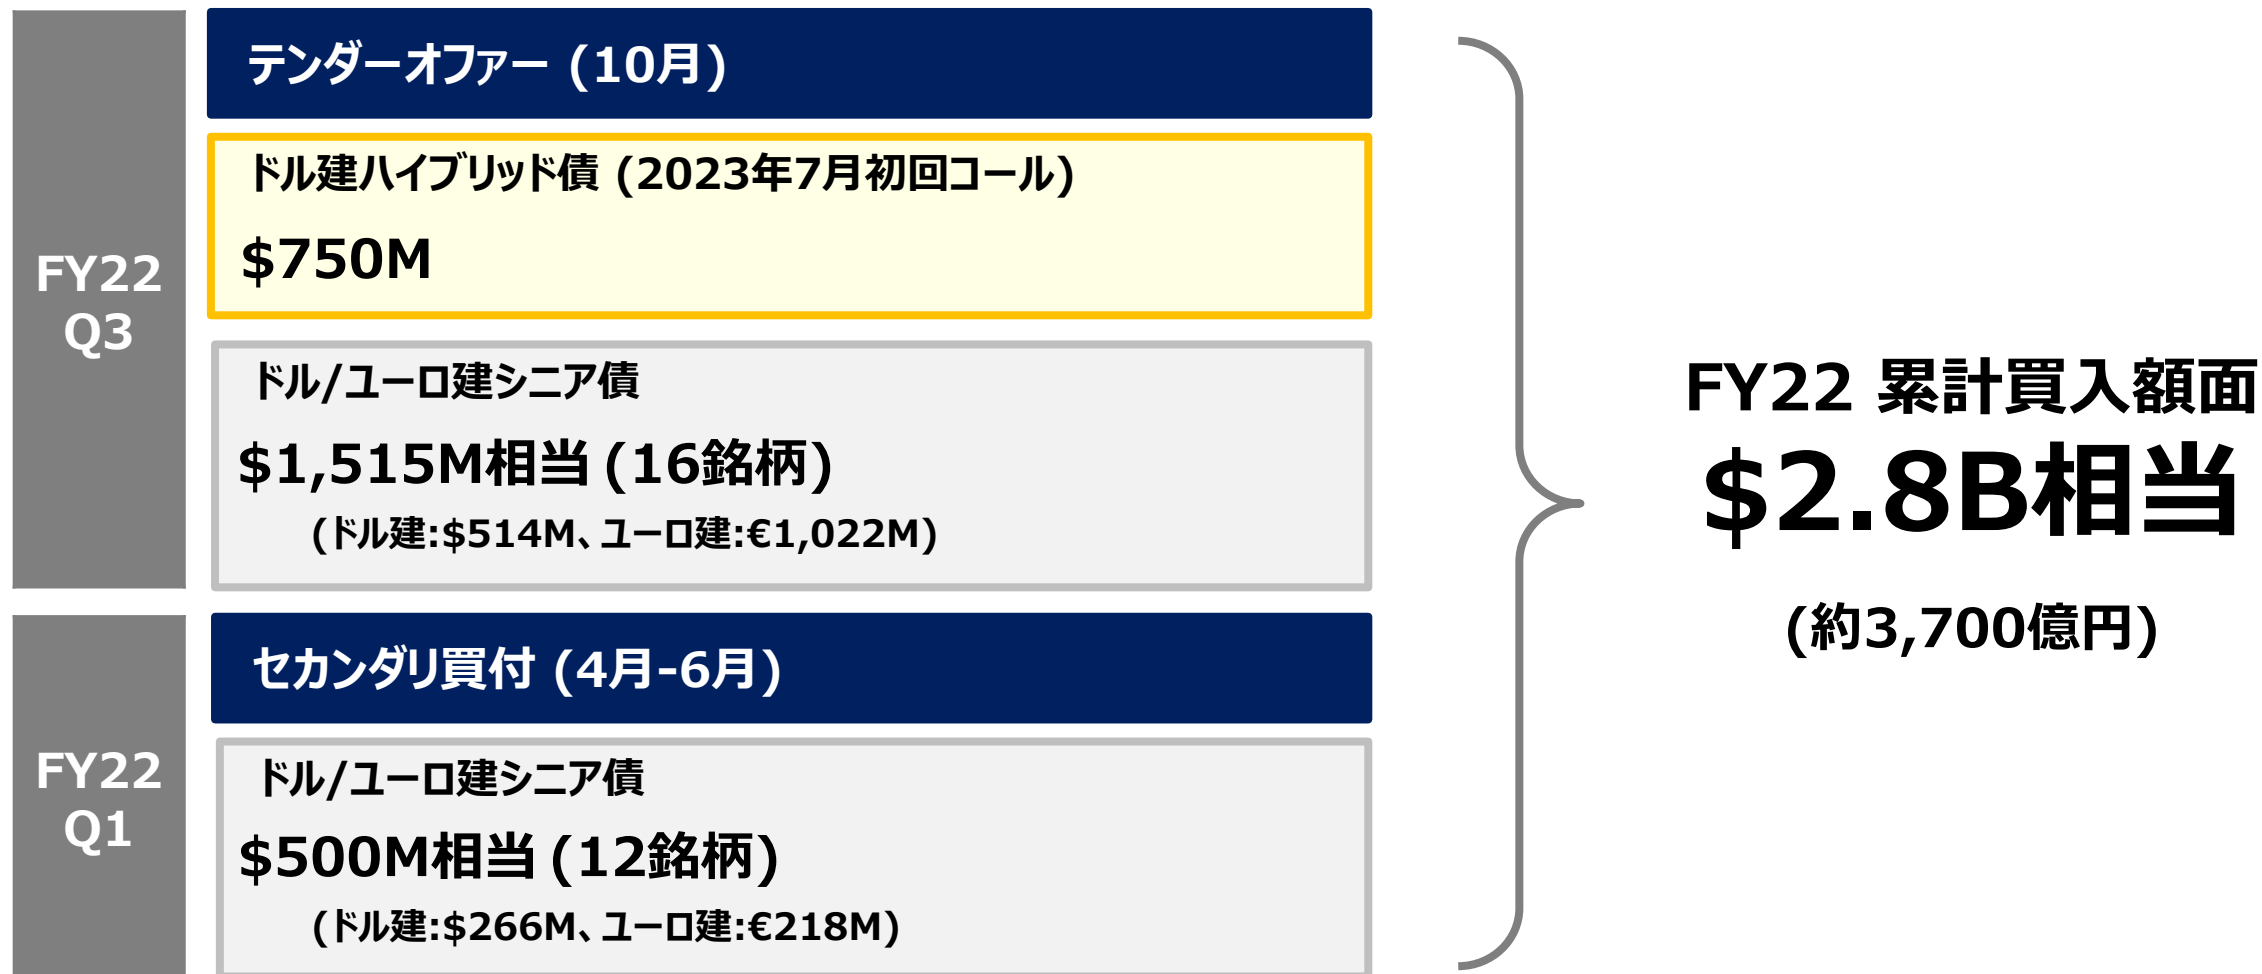 FY22
Q3
テンダーオファー (10月)
ドル建ハイブリッド債 (2023年7月初回コール)
$750M
ドル/ユーロ建シニア債
$1,515M相当 (16銘柄)
(ドル建:$514M、ユーロ建:€1,022M)
FY22
Q1
セカンダリ買付 (4月-6月)
ドル/ユーロ建シニア債
$500M相当 (12銘柄)
(ドル建:$266M、ユーロ建:€218M)
FY22 累計買入額面
$2.8B相当
(約3,700億円)